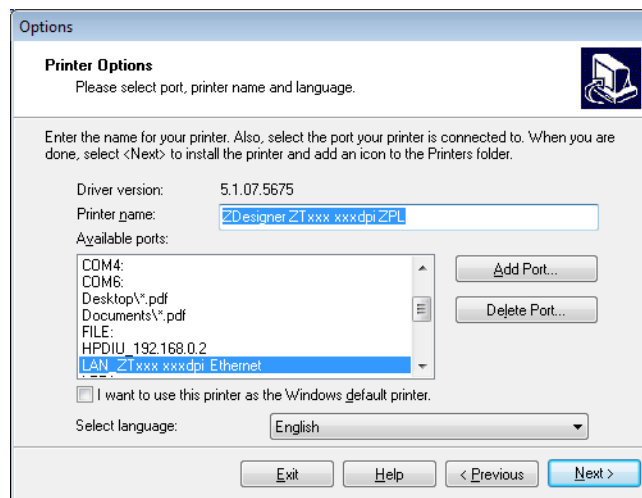 Options
Printer Options
Please select port, printer name and language.
Enter the name for your printer. Also, select the port your printer is connected to. When you are
done, select <Next> to install the printer and add an icon to the Printers folder.
Driver version: 5.1.07.5675
Printer name: ZDesigner ZTxxx xxxdpi ZPL
Available ports:
COM4:
COM6:
Desktop\*.pdf
Documents\*.pdf
FILE:
HPDIU_192.168.0.2
LAN_ZTxxx xxxdpi Ethernet
Add Port...
Delete Port...
I want to use this printer as the Windows default printer.
Select language: English
Exit Help < Previous Next >